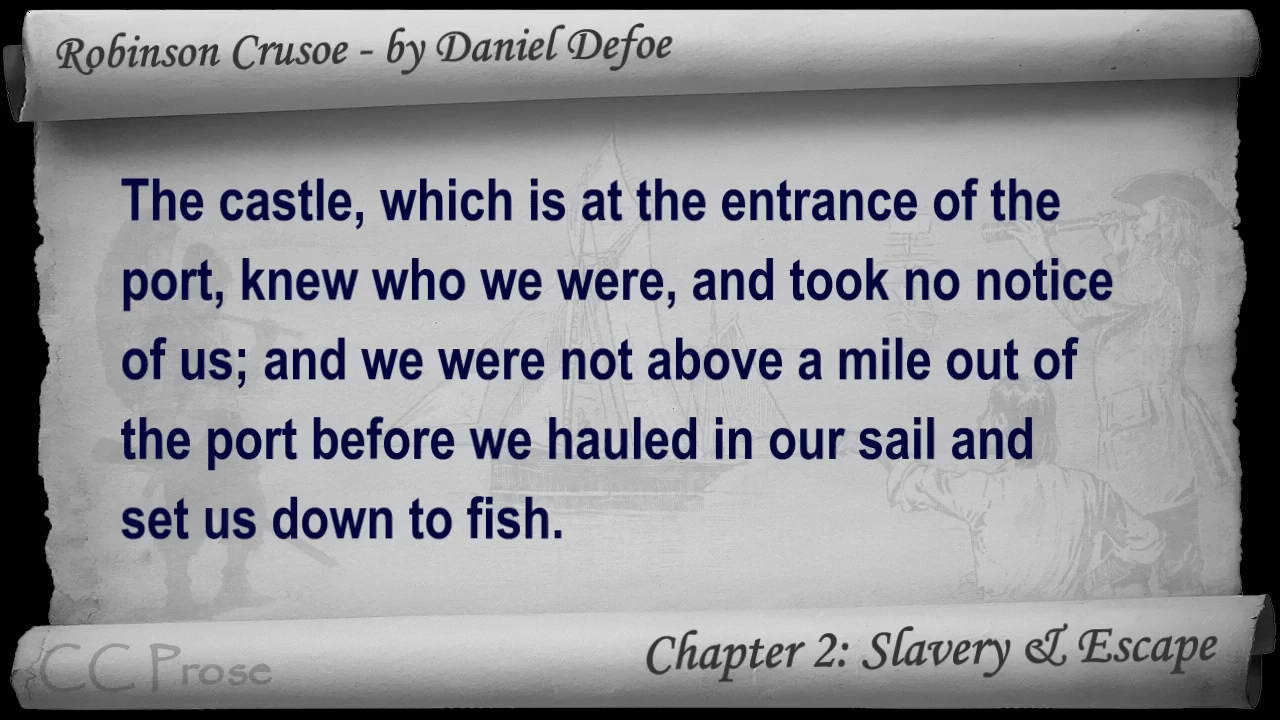 Robinson Crusoe - by Daniel Defoe
The castle, which is at the entrance of the
port, knew who we were, and took no notice
of us; and we were not above a mile out of
the port before we hauled in our sail and
set us down to fish.
CC Prose
Chapter 2: Slavery & Escape